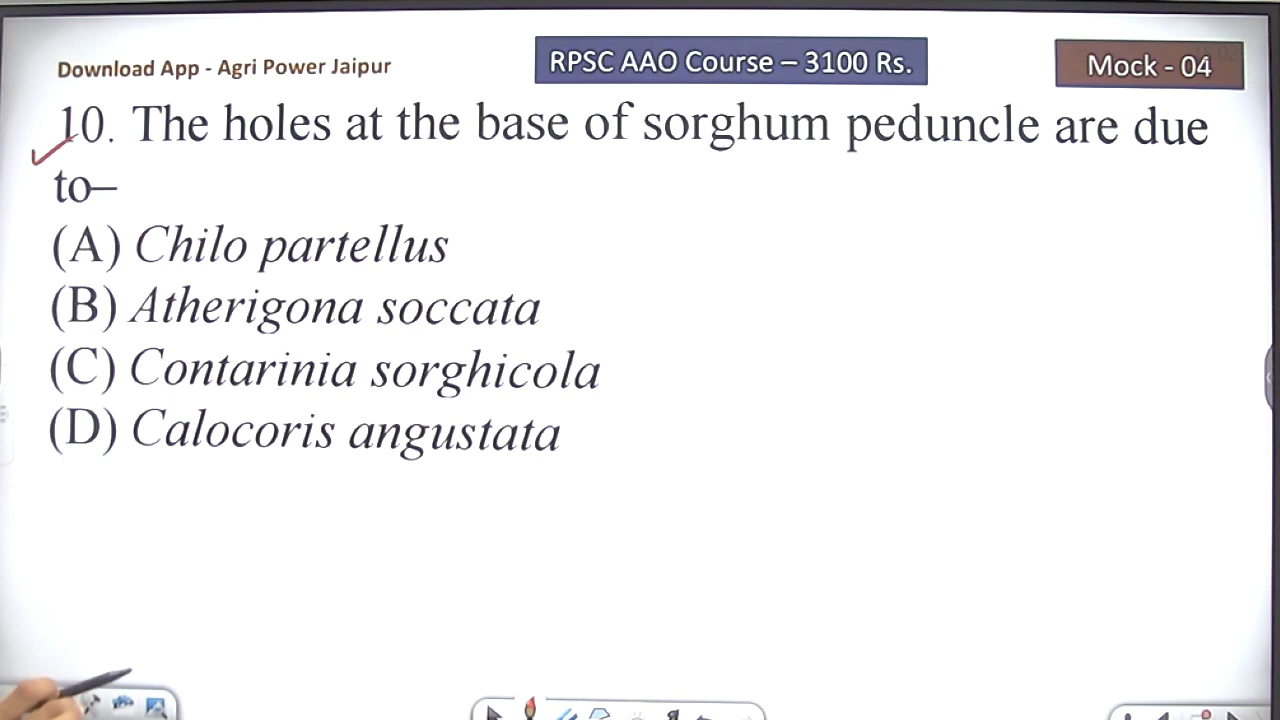 Download App - Agri Power Jaipur
RPSC AAO Course – 3100 Rs.
Mock - 04
10. The holes at the base of sorghum peduncle are due
to–
(A) Chilo partellus
(B) Atherigona soccata
(C) Contarinia sorghicola
(D) Calocoris angustata